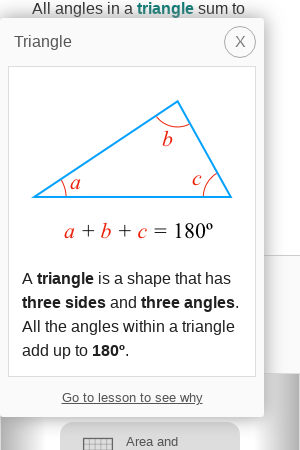 All angles in a triangle sum to
Triangle
X
b
a
c
a + b + c = 180º
A triangle is a shape that has
three sides and three angles.
All the angles within a triangle
add up to 180º.
Go to lesson to see why
Area and